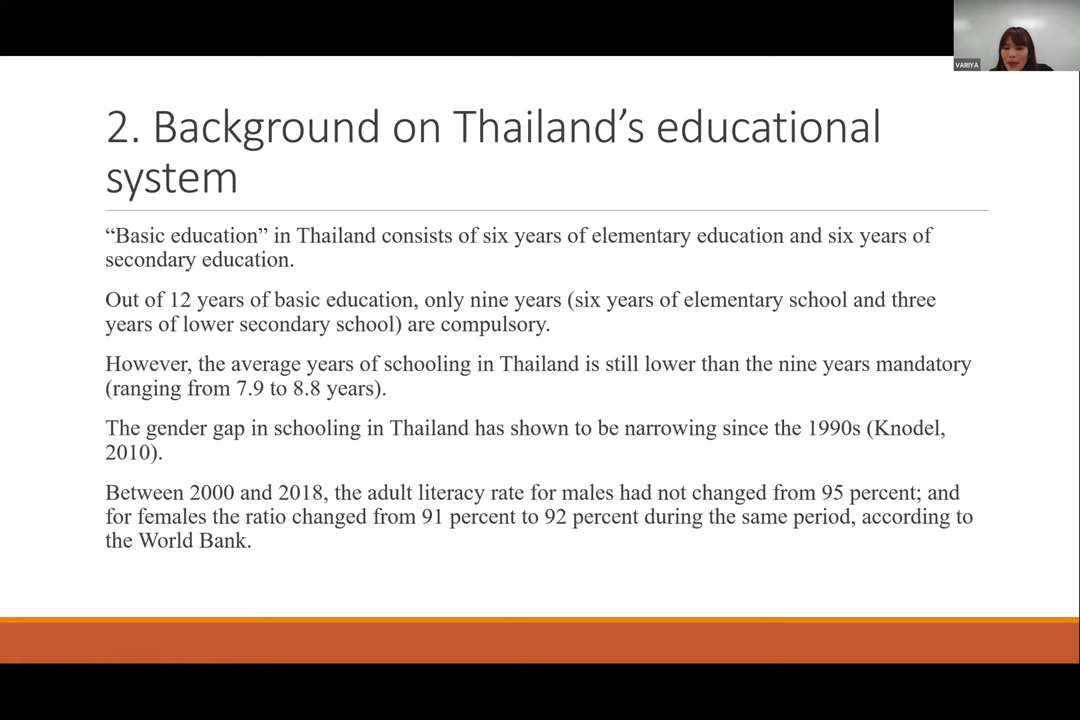 VARIYA
2. Background on Thailand’s educational
system
“Basic education” in Thailand consists of six years of elementary education and six years of
secondary education.
Out of 12 years of basic education, only nine years (six years of elementary school and three
years of lower secondary school) are compulsory.
However, the average years of schooling in Thailand is still lower than the nine years mandatory
(ranging from 7.9 to 8.8 years).
The gender gap in schooling in Thailand has shown to be narrowing since the 1990s (Knodel,
2010).
Between 2000 and 2018, the adult literacy rate for males had not changed from 95 percent; and
for females the ratio changed from 91 percent to 92 percent during the same period, according to
the World Bank.